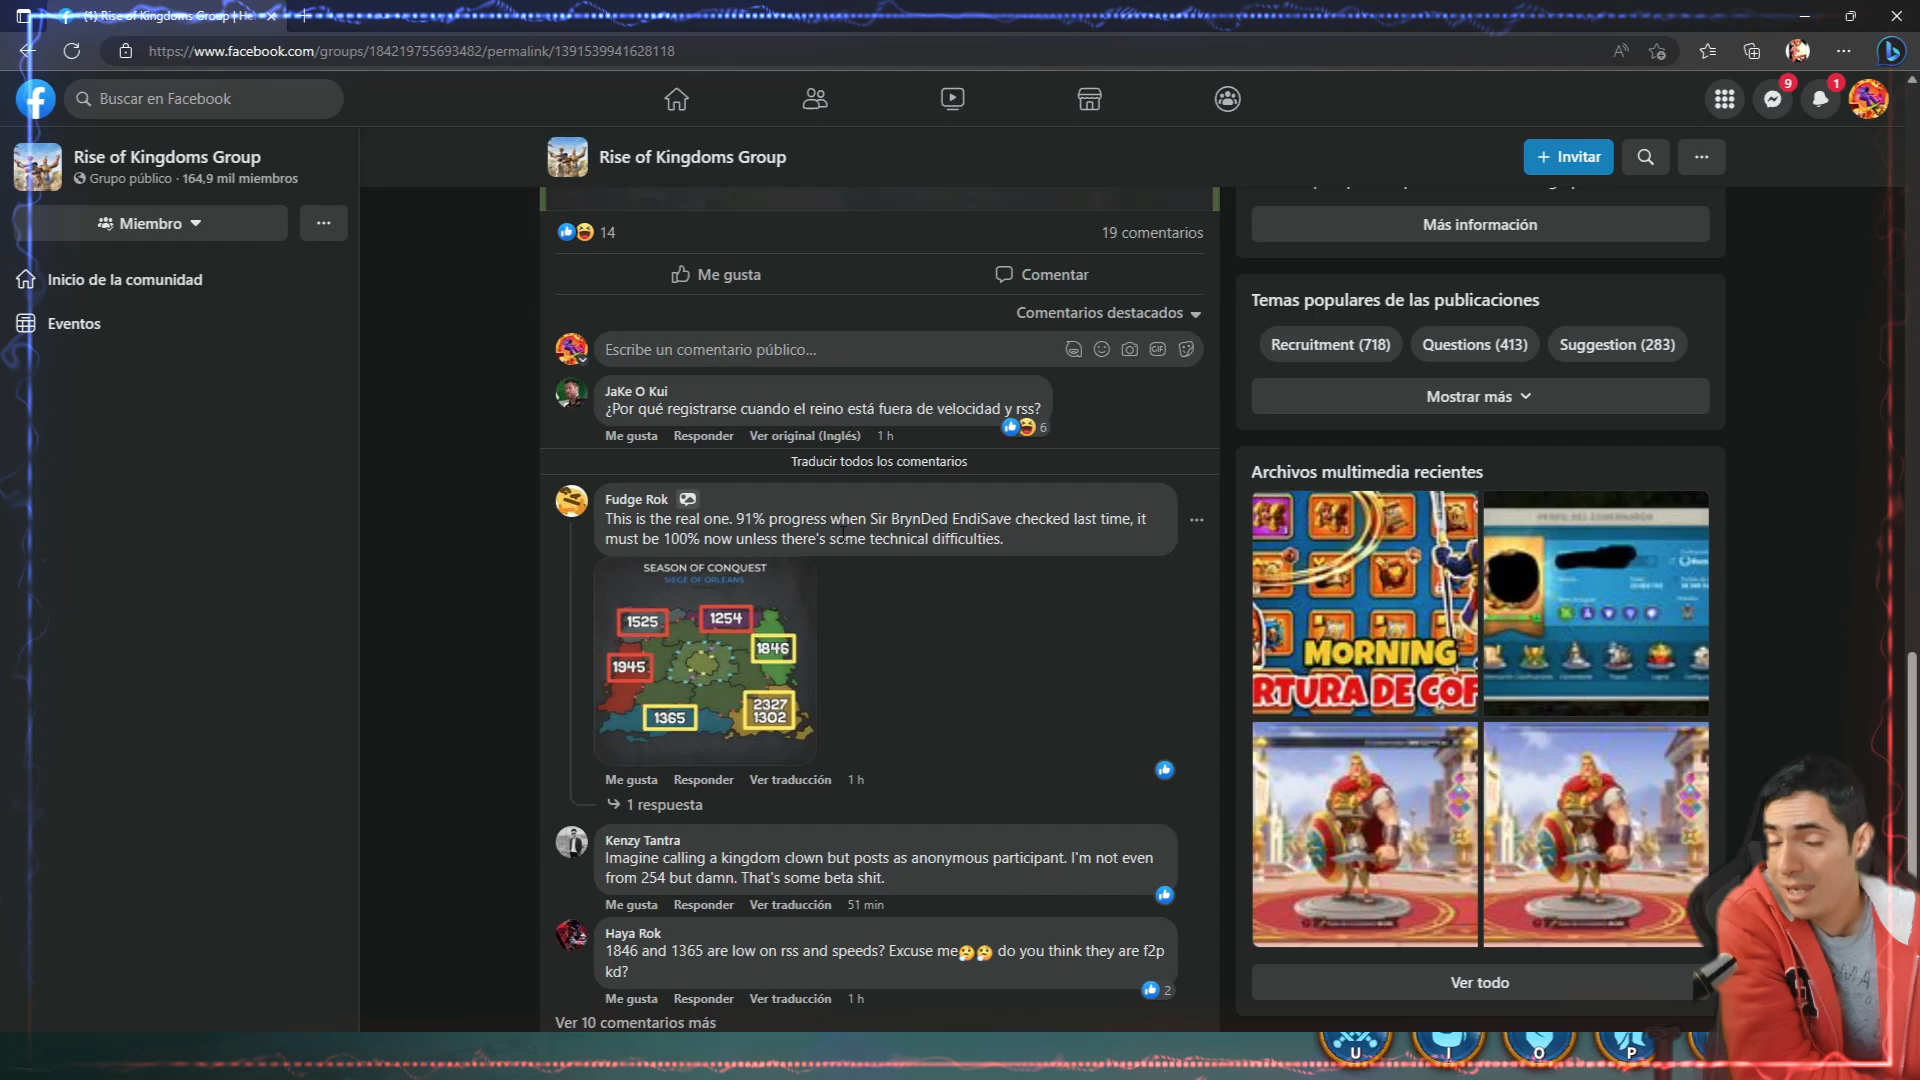 (1) Rise of Kingdoms Group | He
https://www.facebook.com/groups/184219755693482/permalink/1391539941628118
Buscar en Facebook
9
1
Rise of Kingdoms Group
Grupo público · 164,9 mil miembros
Miembro
Inicio de la comunidad
Eventos
Rise of Kingdoms Group
+ Invitar
14
19 comentarios
Me gusta
Comentar
Comentarios destacados
Escribe un comentario público...
GIF
JaKe O Kui
¿Por qué registrarse cuando el reino está fuera de velocidad y rss?
6
Me gusta Responder Ver original (Inglés) 1 h
Traducir todos los comentarios
Fudge Rok
This is the real one. 91% progress when Sir BrynDed EndiSave checked last time, it
must be 100% now unless there's some technical difficulties.
SEASON OF CONQUEST
SIEGE OF ORLEANS
1525
1254
1846
1945
2327
1302
1365
Me gusta Responder Ver traducción 1 h
1 respuesta
Kenzy Tantra
Imagine calling a kingdom clown but posts as anonymous participant. I'm not even
from 254 but damn. That's some beta shit.
Me gusta Responder Ver traducción 51 min
Haya Rok
1846 and 1365 are low on rss and speeds? Excuse me😤😤 do you think they are f2p
kd?
2
Me gusta Responder Ver traducción 1 h
Ver 10 comentarios más
Más información
Temas populares de las publicaciones
Recruitment (718)
Questions (413)
Suggestion (283)
Mostrar más
Archivos multimedia recientes
MORNING
RTURA DE COF
PERFIL DEL GOBERNADOR
Ver todo
U
I
O
P